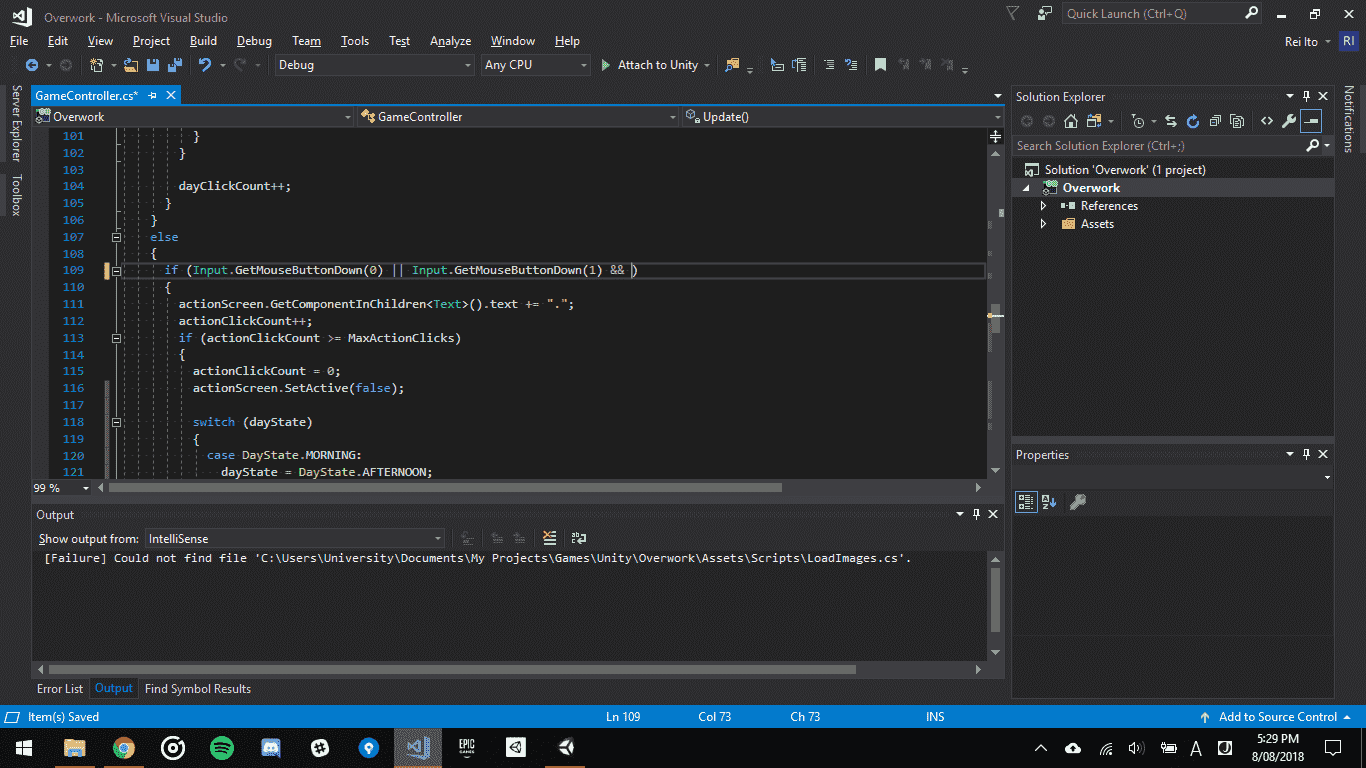 Overwork - Microsoft Visual Studio
Quick Launch (Ctrl+Q)
File Edit View Project Build Debug Team Tools Test Analyze Window Help
Rei Ito RI
Debug Any CPU Attach to Unity
Server Explorer
Toolbox
GameController.cs*
Overwork GameController Update()
101 }
102 }
103
104 dayClickCount++;
105 }
106 }
107 else
108 {
109 if (Input.GetMouseButtonDown(0) || Input.GetMouseButtonDown(1) && )
110 {
111 actionScreen.GetComponentInChildren<Text>().text += ".";
112 actionClickCount++;
113 if (actionClickCount >= MaxActionClicks)
114 {
115 actionClickCount = 0;
116 actionScreen.SetActive(false);
117
118 switch (dayState)
119 {
120 case DayState.MORNING:
121 dayState = DayState.AFTERNOON;
99 %
Output
Show output from: IntelliSense
[Failure] Could not find file 'C:\Users\University\Documents\My Projects\Games\Unity\Overwork\Assets\Scripts\LoadImages.cs'.
Error List Output Find Symbol Results
Solution Explorer
Search Solution Explorer (Ctrl+;)
Solution 'Overwork' (1 project)
Overwork
References
Assets
Properties
Notifications
Item(s) Saved Ln 109 Col 73 Ch 73 INS Add to Source Control
EPIC GAMES
A
5:29 PM
8/08/2018